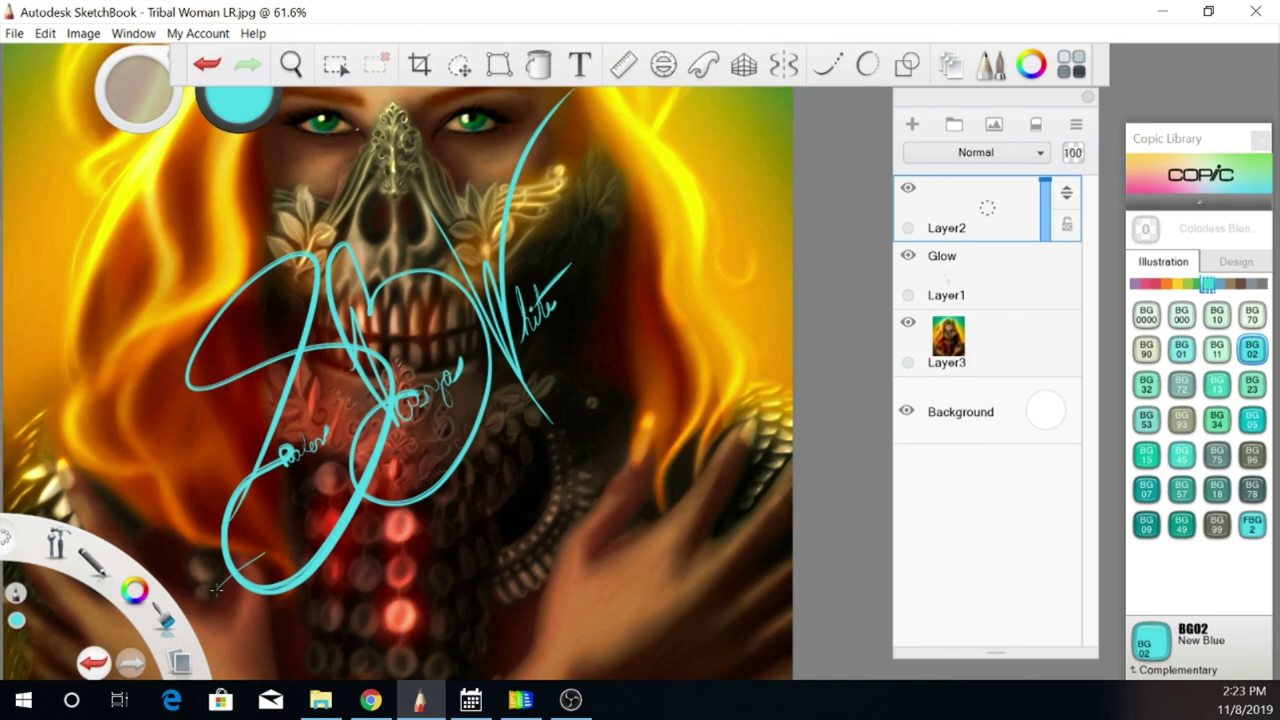 Autodesk SketchBook - Tribal Woman LR.jpg @ 61.6%
File Edit Image Window My Account Help
T
Normal 100
Layer2
Glow
Layer1
Layer3
Background
Copic Library
COPIC
0 Colorless Blen..
Illustration Design
BG 0000 BG 000 BG 10 BG 70
BG 90 BG 01 BG 11 BG 02
BG 32 BG 72 BG 13 BG 23
BG 53 BG 93 BG 34 BG 05
BG 15 BG 45 BG 75 BG 96
BG 07 BG 57 BG 18 BG 78
BG 09 BG 49 BG 99 FBG 2
BG 02 BG02
New Blue
Complementary
White
2:23 PM
11/8/2019